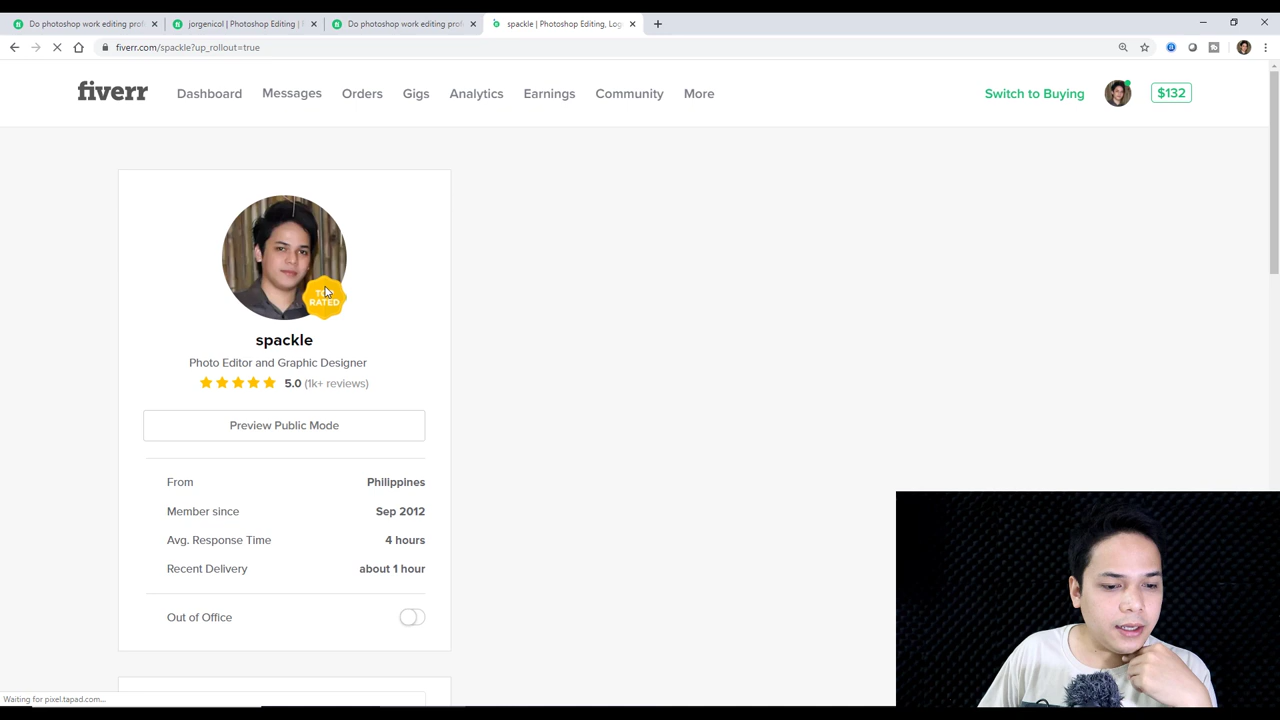 Do photoshop work editing prof
jorgenicol | Photoshop Editing |
Do photoshop work editing prof
spackle | Photoshop Editing, Log
fiverr.com/spackle?up_rollout=true
fiverr Dashboard Messages Orders Gigs Analytics Earnings Community More Switch to Buying $132
TOP
RATED
spackle
Photo Editor and Graphic Designer
5.0 (1k+ reviews)
Preview Public Mode
From Philippines
Member since Sep 2012
Avg. Response Time 4 hours
Recent Delivery about 1 hour
Out of Office
Waiting for pixel.tapad.com...